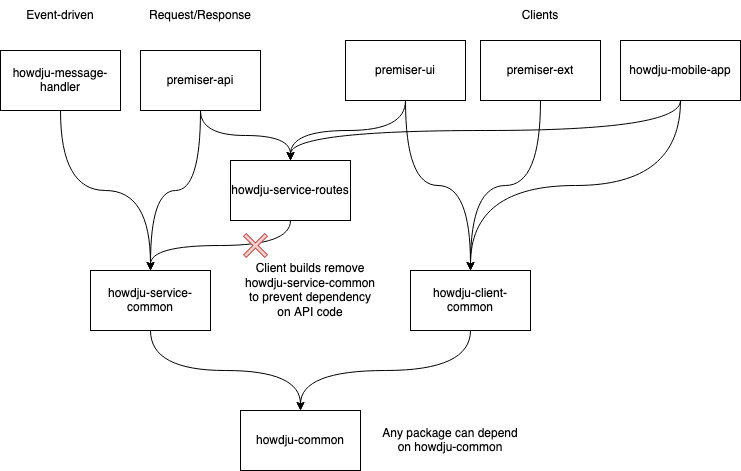 Event-driven
Request/Response
Clients
howdju-message-
handler
premiser-api
premiser-ui
premiser-ext
howdju-mobile-app
howdju-service-routes
Client builds remove
howdju-service-common
to prevent dependency
on API code
howdju-service-
common
howdju-client-
common
howdju-common
Any package can depend
on howdju-common